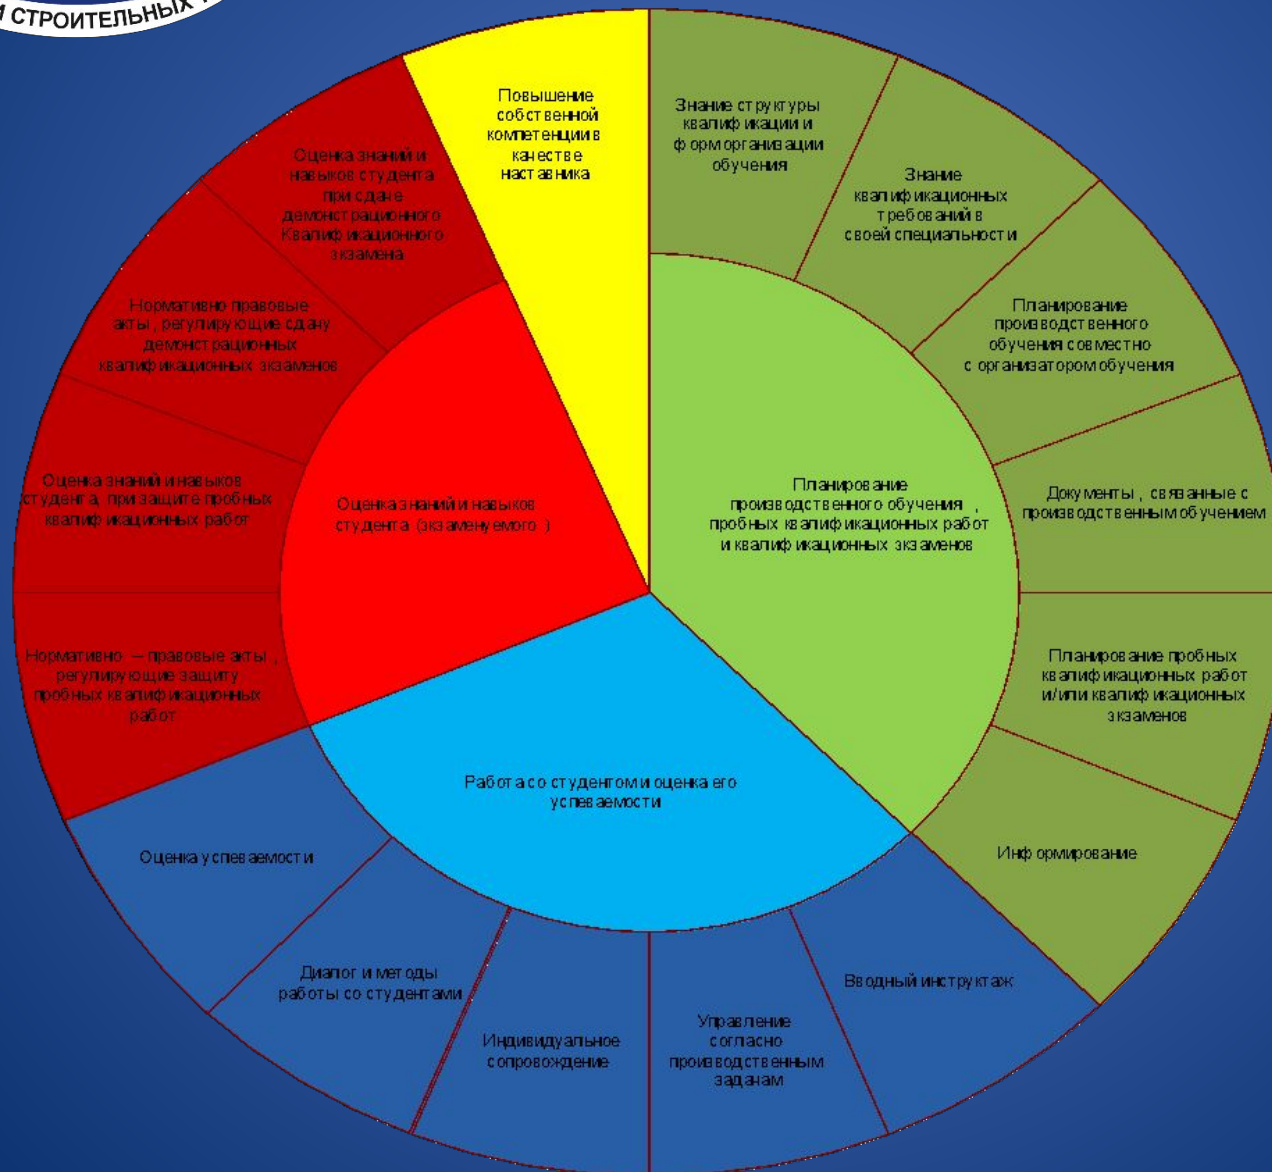 И СТРОИТЕЛЬНЫХ
Повышение
собственной
компетенции в
качестве
наставника
Знание структуры
квалификации и
форм организации
обучения
Знание
квалификационных
требований в
своей специальности
Планирование
производственного
обучения совместно
с организатором обучения
Документы , связанные с
производственным обучением
Планирование пробных
квалификационных работ
и/или квалификационных
экзаменов
Информирование
Вводный инструктаж
Управление
согласно
производственным
задачам
Индивидуальное
сопровождение
Диалог и методы
работы со студентами
Оценка успеваемости
Нормативно – правовые акты ,
регулирующие защиту
пробных квалификационных
работ
Оценка знаний и навыков
студента, при защите пробных
квалификационных работ
Нормативно правовые
акты , регулирующие сдачу
демонстрационных
квалификационных экзаменов
Оценка знаний и
навыков студента
при сдаче
демонстрационного
Квалификационного
экзамена
Планирование
производственного обучения ,
пробных квалификационных работ
и квалификационных экзаменов
Работа со студентом и оценка его
успеваемости
Оценка знаний и навыков
студента (экзаменуемого )